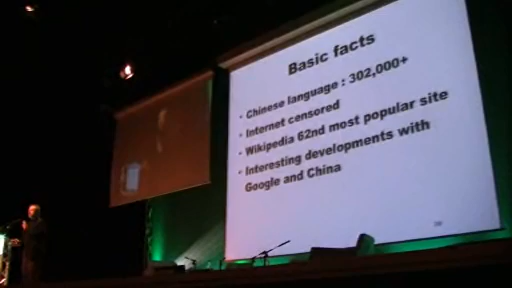 Basic facts
• Chinese language : 302,000+
• Internet censored
• Wikipedia 62nd most popular site
• Interesting developments with
Google and China